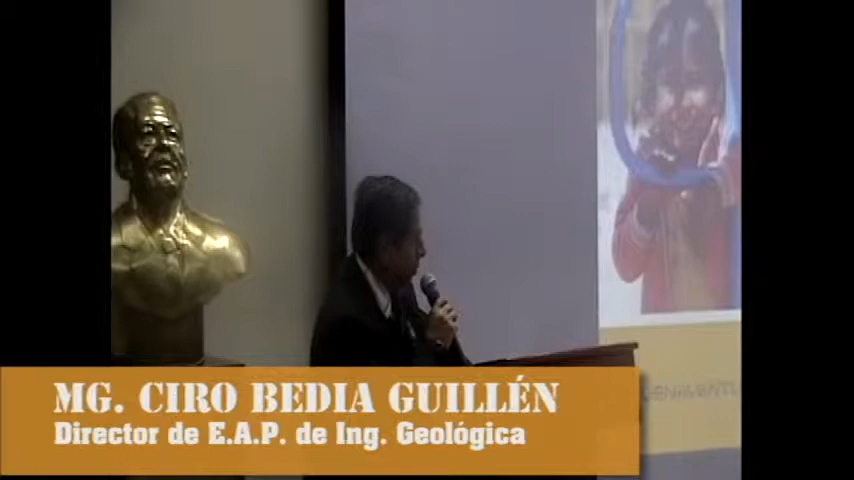 MG. CIRO BEDIA GUILLÉN
Director de E.A.P. de Ing. Geológica